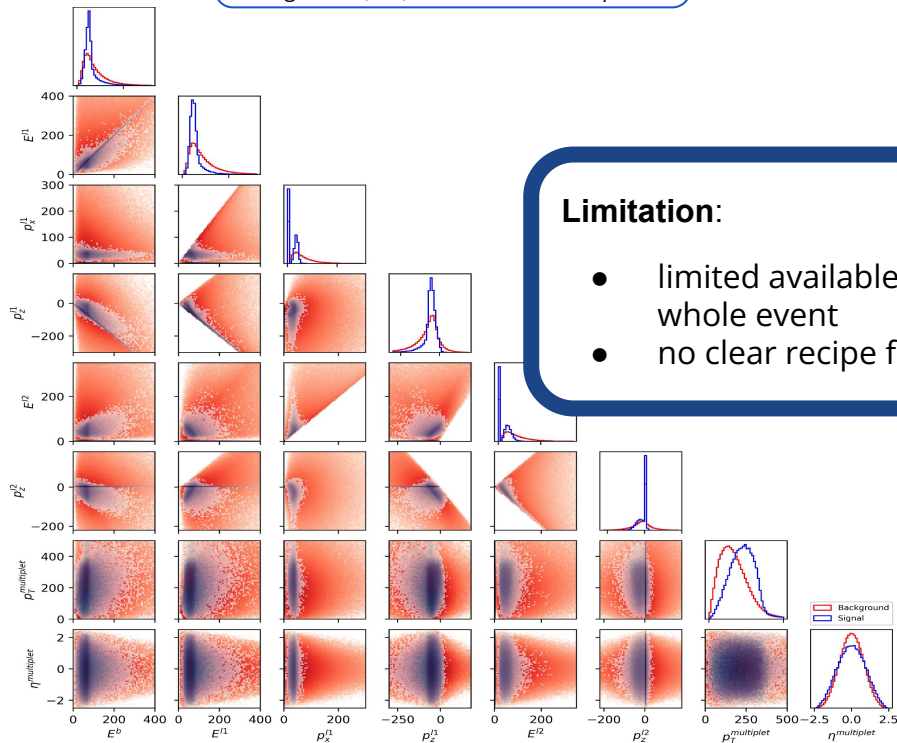 400
200
0
E^{l1}
300
200
100
0
p_x^{l1}
0
−200
p_z^{l1}
200
0
E^{l2}
0
−200
p_z^{l2}
400
200
0
p_T^{multiplet}
2
0
−2
η^{multiplet}
0 200 400
E^b
0 200 400
E^{l1}
0 200
p_x^{l1}
−250 0
p_z^{l1}
0 200
E^{l2}
−200 0
p_z^{l2}
0 250 500
p_T^{multiplet}
−2.5 0.0 2.5
η^{multiplet}
Background
Signal
Limitation:
● limited available
whole event
● no clear recipe f